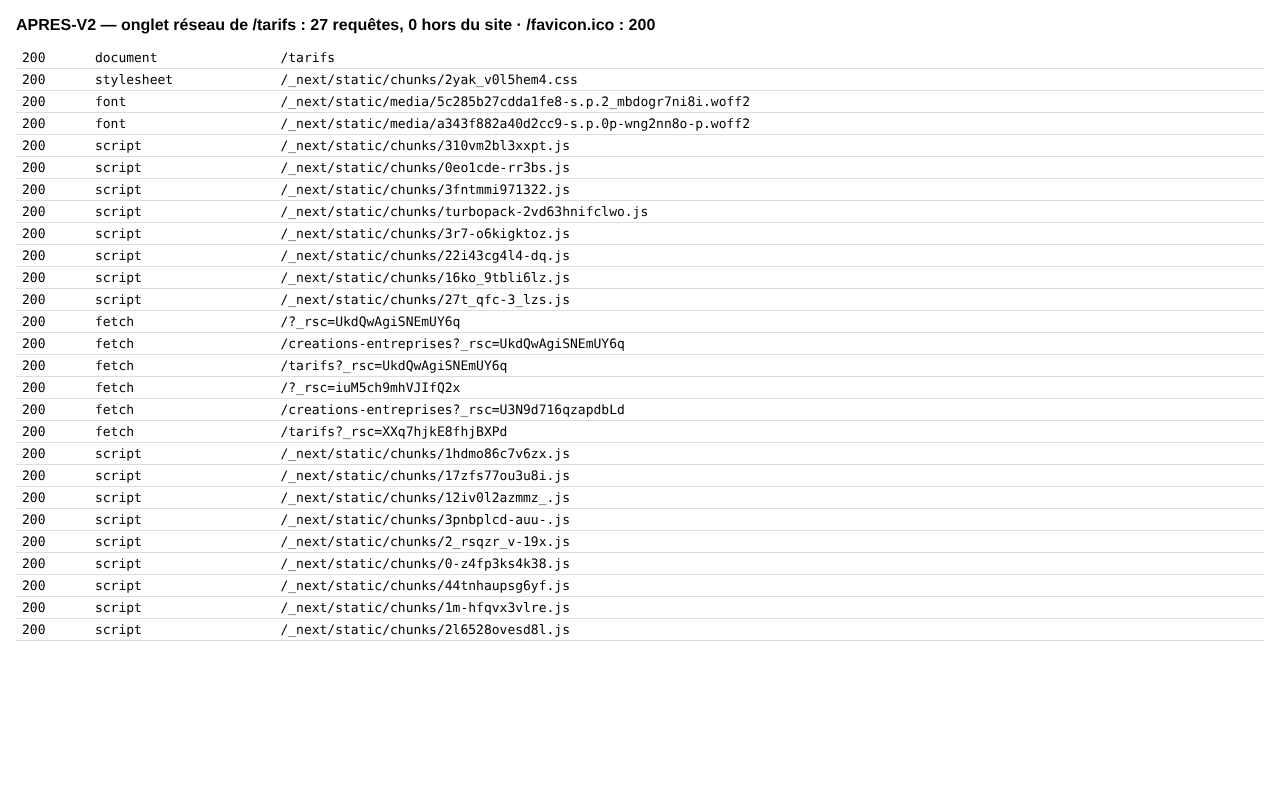 APRES-V2 — onglet réseau de /tarifs : 27 requêtes, 0 hors du site · /favicon.ico : 200
200 document /tarifs
200 stylesheet /_next/static/chunks/2yak_v0l5hem4.css
200 font /_next/static/media/5c285b27cdda1fe8-s.p.2_mbdogr7ni8i.woff2
200 font /_next/static/media/a343f882a40d2cc9-s.p.0p-wng2nn8o-p.woff2
200 script /_next/static/chunks/310vm2bl3xxpt.js
200 script /_next/static/chunks/0eo1cde-rr3bs.js
200 script /_next/static/chunks/3fntmmi971322.js
200 script /_next/static/chunks/turbopack-2vd63hnifclwo.js
200 script /_next/static/chunks/3r7-o6kigktoz.js
200 script /_next/static/chunks/22i43cg4l4-dq.js
200 script /_next/static/chunks/16ko_9tbli6lz.js
200 script /_next/static/chunks/27t_qfc-3_lzs.js
200 fetch /?_rsc=UkdQwAgiSNEmUY6q
200 fetch /creations-entreprises?_rsc=UkdQwAgiSNEmUY6q
200 fetch /tarifs?_rsc=UkdQwAgiSNEmUY6q
200 fetch /?_rsc=iuM5ch9mhVJIfQ2x
200 fetch /creations-entreprises?_rsc=U3N9d716qzapdbLd
200 fetch /tarifs?_rsc=XXq7hjkE8fhjBXPd
200 script /_next/static/chunks/1hdmo86c7v6zx.js
200 script /_next/static/chunks/17zfs77ou3u8i.js
200 script /_next/static/chunks/12iv0l2azmmz_.js
200 script /_next/static/chunks/3pnbplcd-auu-.js
200 script /_next/static/chunks/2_rsqzr_v-19x.js
200 script /_next/static/chunks/0-z4fp3ks4k38.js
200 script /_next/static/chunks/44tnhaupsg6yf.js
200 script /_next/static/chunks/1m-hfqvx3vlre.js
200 script /_next/static/chunks/2l6528ovesd8l.js